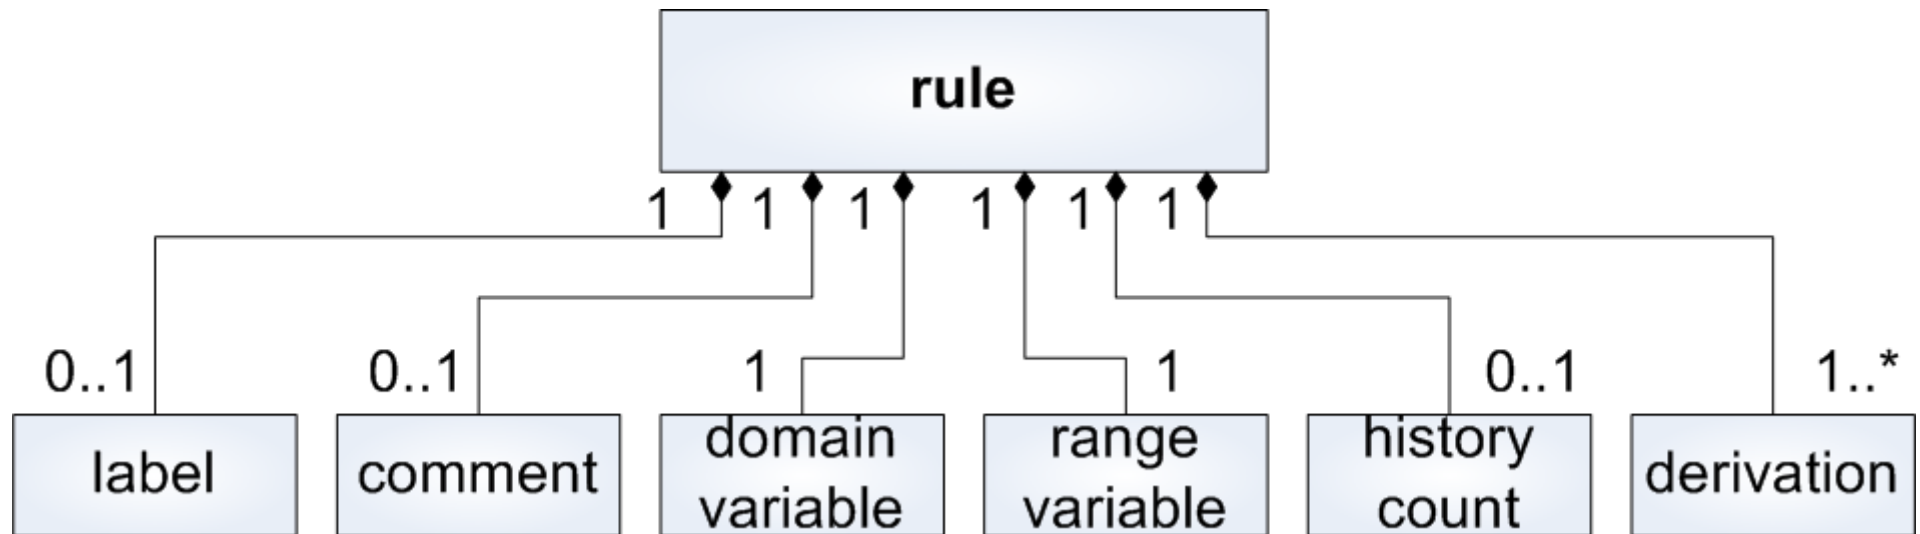 rule
1 1 1 1 1 1
0..1 0..1 1 1 0..1 1..*
label comment domain variable range variable history count derivation